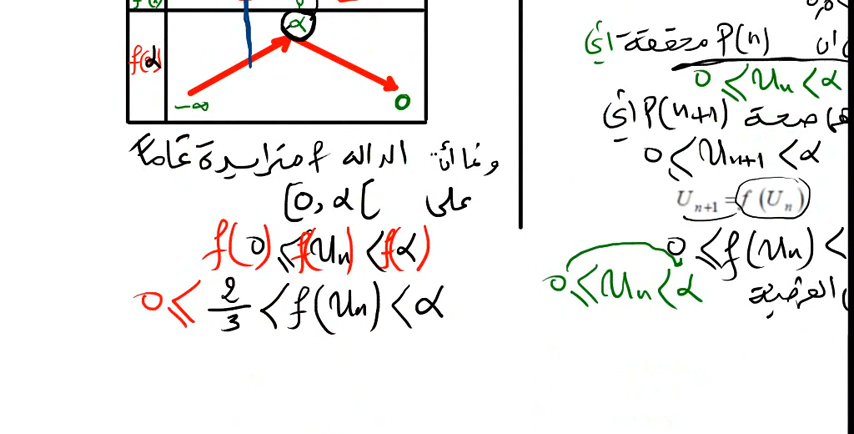 α
f(x)
-∞ 0
محققة أي P(n) أن
0 ≤ Un < α
صحة P(n+1) أي
0 ≤ Un+1 < α
Un+1 = f(Un)
0 ≤ f(Un) <
0 ≤ Un < α
وبما أن الدالة f متزايدة تماما
على [0, α[
f(0) ≤ f(Un) < f(α)
0 ≤ 2/3 < f(Un) < α